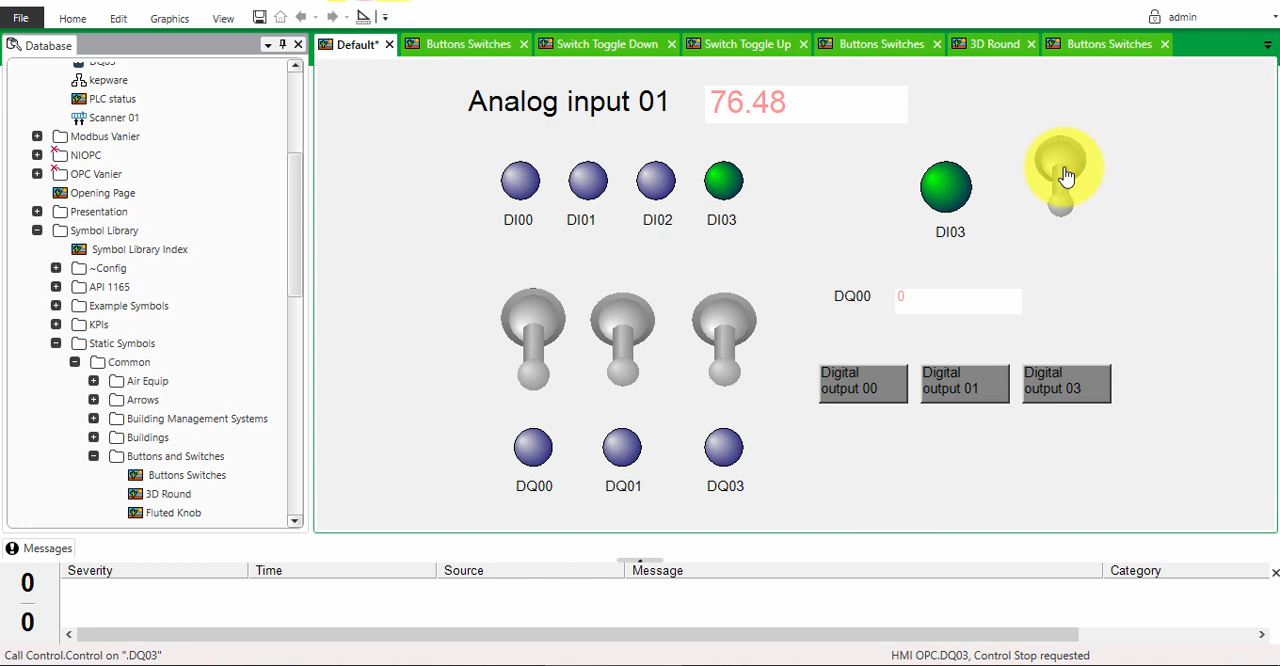 File Home Edit Graphics View admin
Database
Default* Buttons Switches Switch Toggle Down Switch Toggle Up Buttons Switches 3D Round Buttons Switches
DQ03
kepware
PLC status
Scanner 01
Modbus Vanier
NIOPC
OPC Vanier
Opening Page
Presentation
Symbol Library
Symbol Library Index
~Config
API 1165
Example Symbols
KPIs
Static Symbols
Common
Air Equip
Arrows
Building Management Systems
Buildings
Buttons and Switches
Buttons Switches
3D Round
Fluted Knob
Analog input 01 76.48
DI00 DI01 DI02 DI03
DI03
DQ00 0
Digital output 00
Digital output 01
Digital output 03
DQ00 DQ01 DQ03
Messages
Severity Time Source Message Category
0
0
Call Control.Control on ".DQ03" HMI OPC.DQ03, Control Stop requested